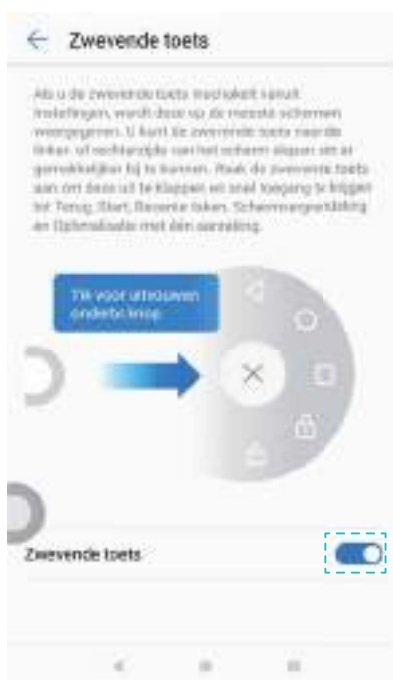 Zwevende toets
Als u de zwevende toets inschakelt vanuit
Instellingen, wordt deze op de meeste schermen
weergegeven. U kunt de zwevende toets naar de
linker- of rechterzijde van het scherm slepen om er
gemakkelijker bij te kunnen. Raak de zwevende toets
aan om deze uit te klappen en snel toegang te krijgen
tot Terug, Start, Recente taken, Schermvergrendeling
en Optimalisatie met één aanraking.
Tik voor uitvouwen
onderbr knop
Zwevende toets